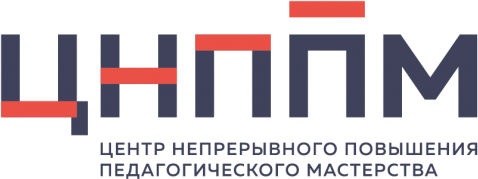 ЦНППМ
ЦЕНТР НЕПРЕРЫВНОГО ПОВЫШЕНИЯ
ПЕДАГОГИЧЕСКОГО МАСТЕРСТВА